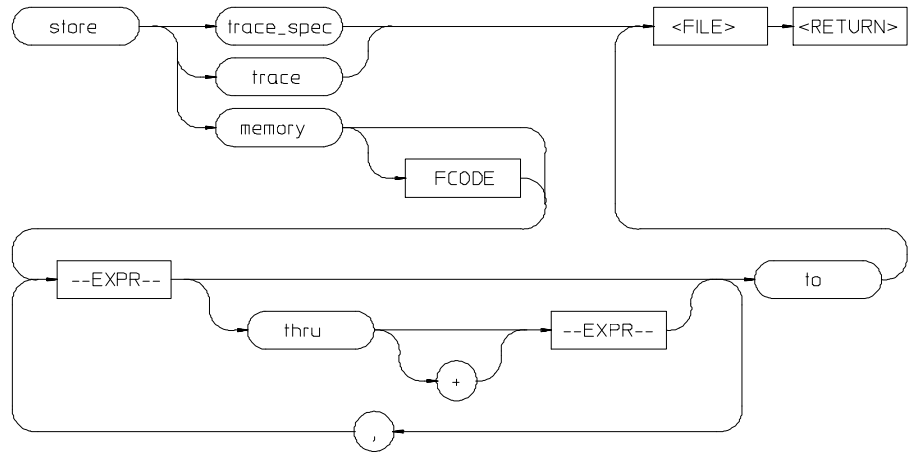 store
trace_spec
<FILE>
<RETURN>
trace
memory
FCODE
--EXPR--
to
thru
--EXPR--
+
,